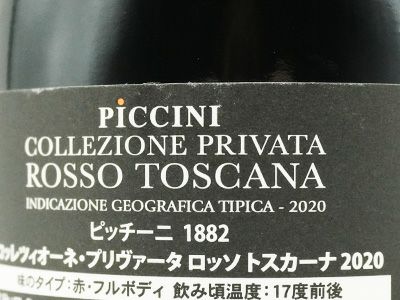 PiCCINI
COLLEZIONE PRIVATA
ROSSO TOSCANA
INDICAZIONE GEOGRAFICA TIPICA - 2020
ピッチーニ 1882
コッレツィオーネ・プリヴァータ ロッソ トスカーナ 2020
味のタイプ:赤・フルボディ 飲み頃温度:17度前後